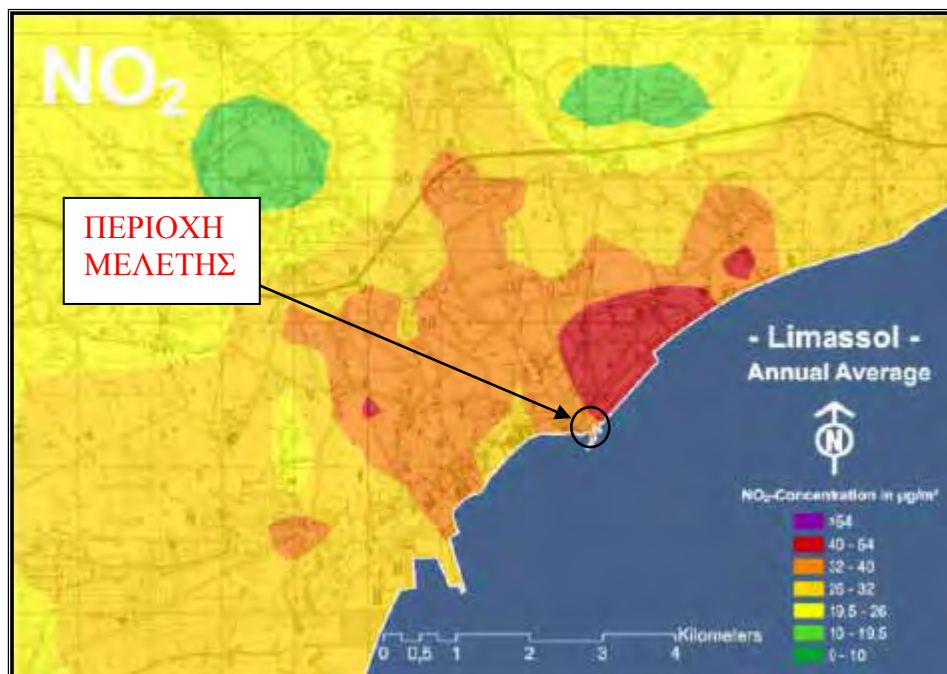 NO₂
ΠΕΡΙΟΧΗ
ΜΕΛΕΤΗΣ
- Limassol -
Annual Average
N
NO₂-Concentration in µg/m³
>54
40 - 54
32 - 40
26 - 32
19.5 - 26
10 - 19.5
0 - 10
Kilometers
0 0,5 1 2 3 4